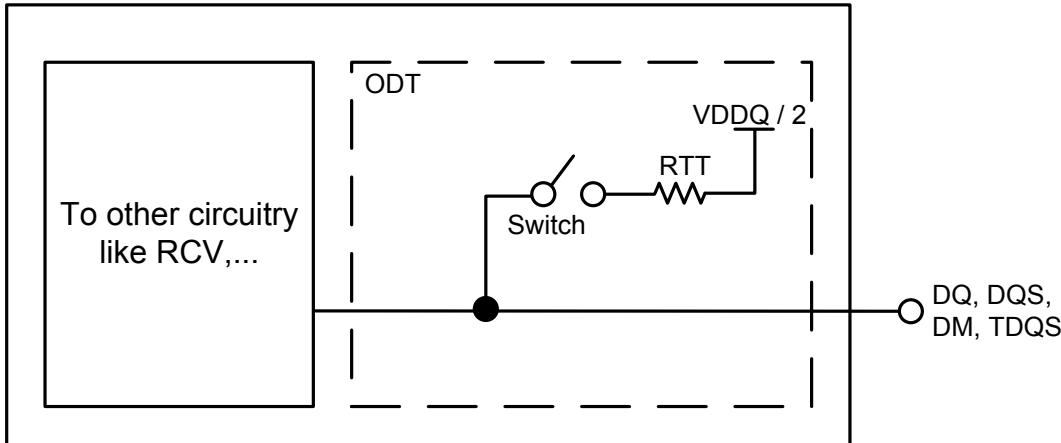 ODT
VDDQ / 2
RTT
Switch
To other circuitry
like RCV,...
DQ, DQS,
DM, TDQS